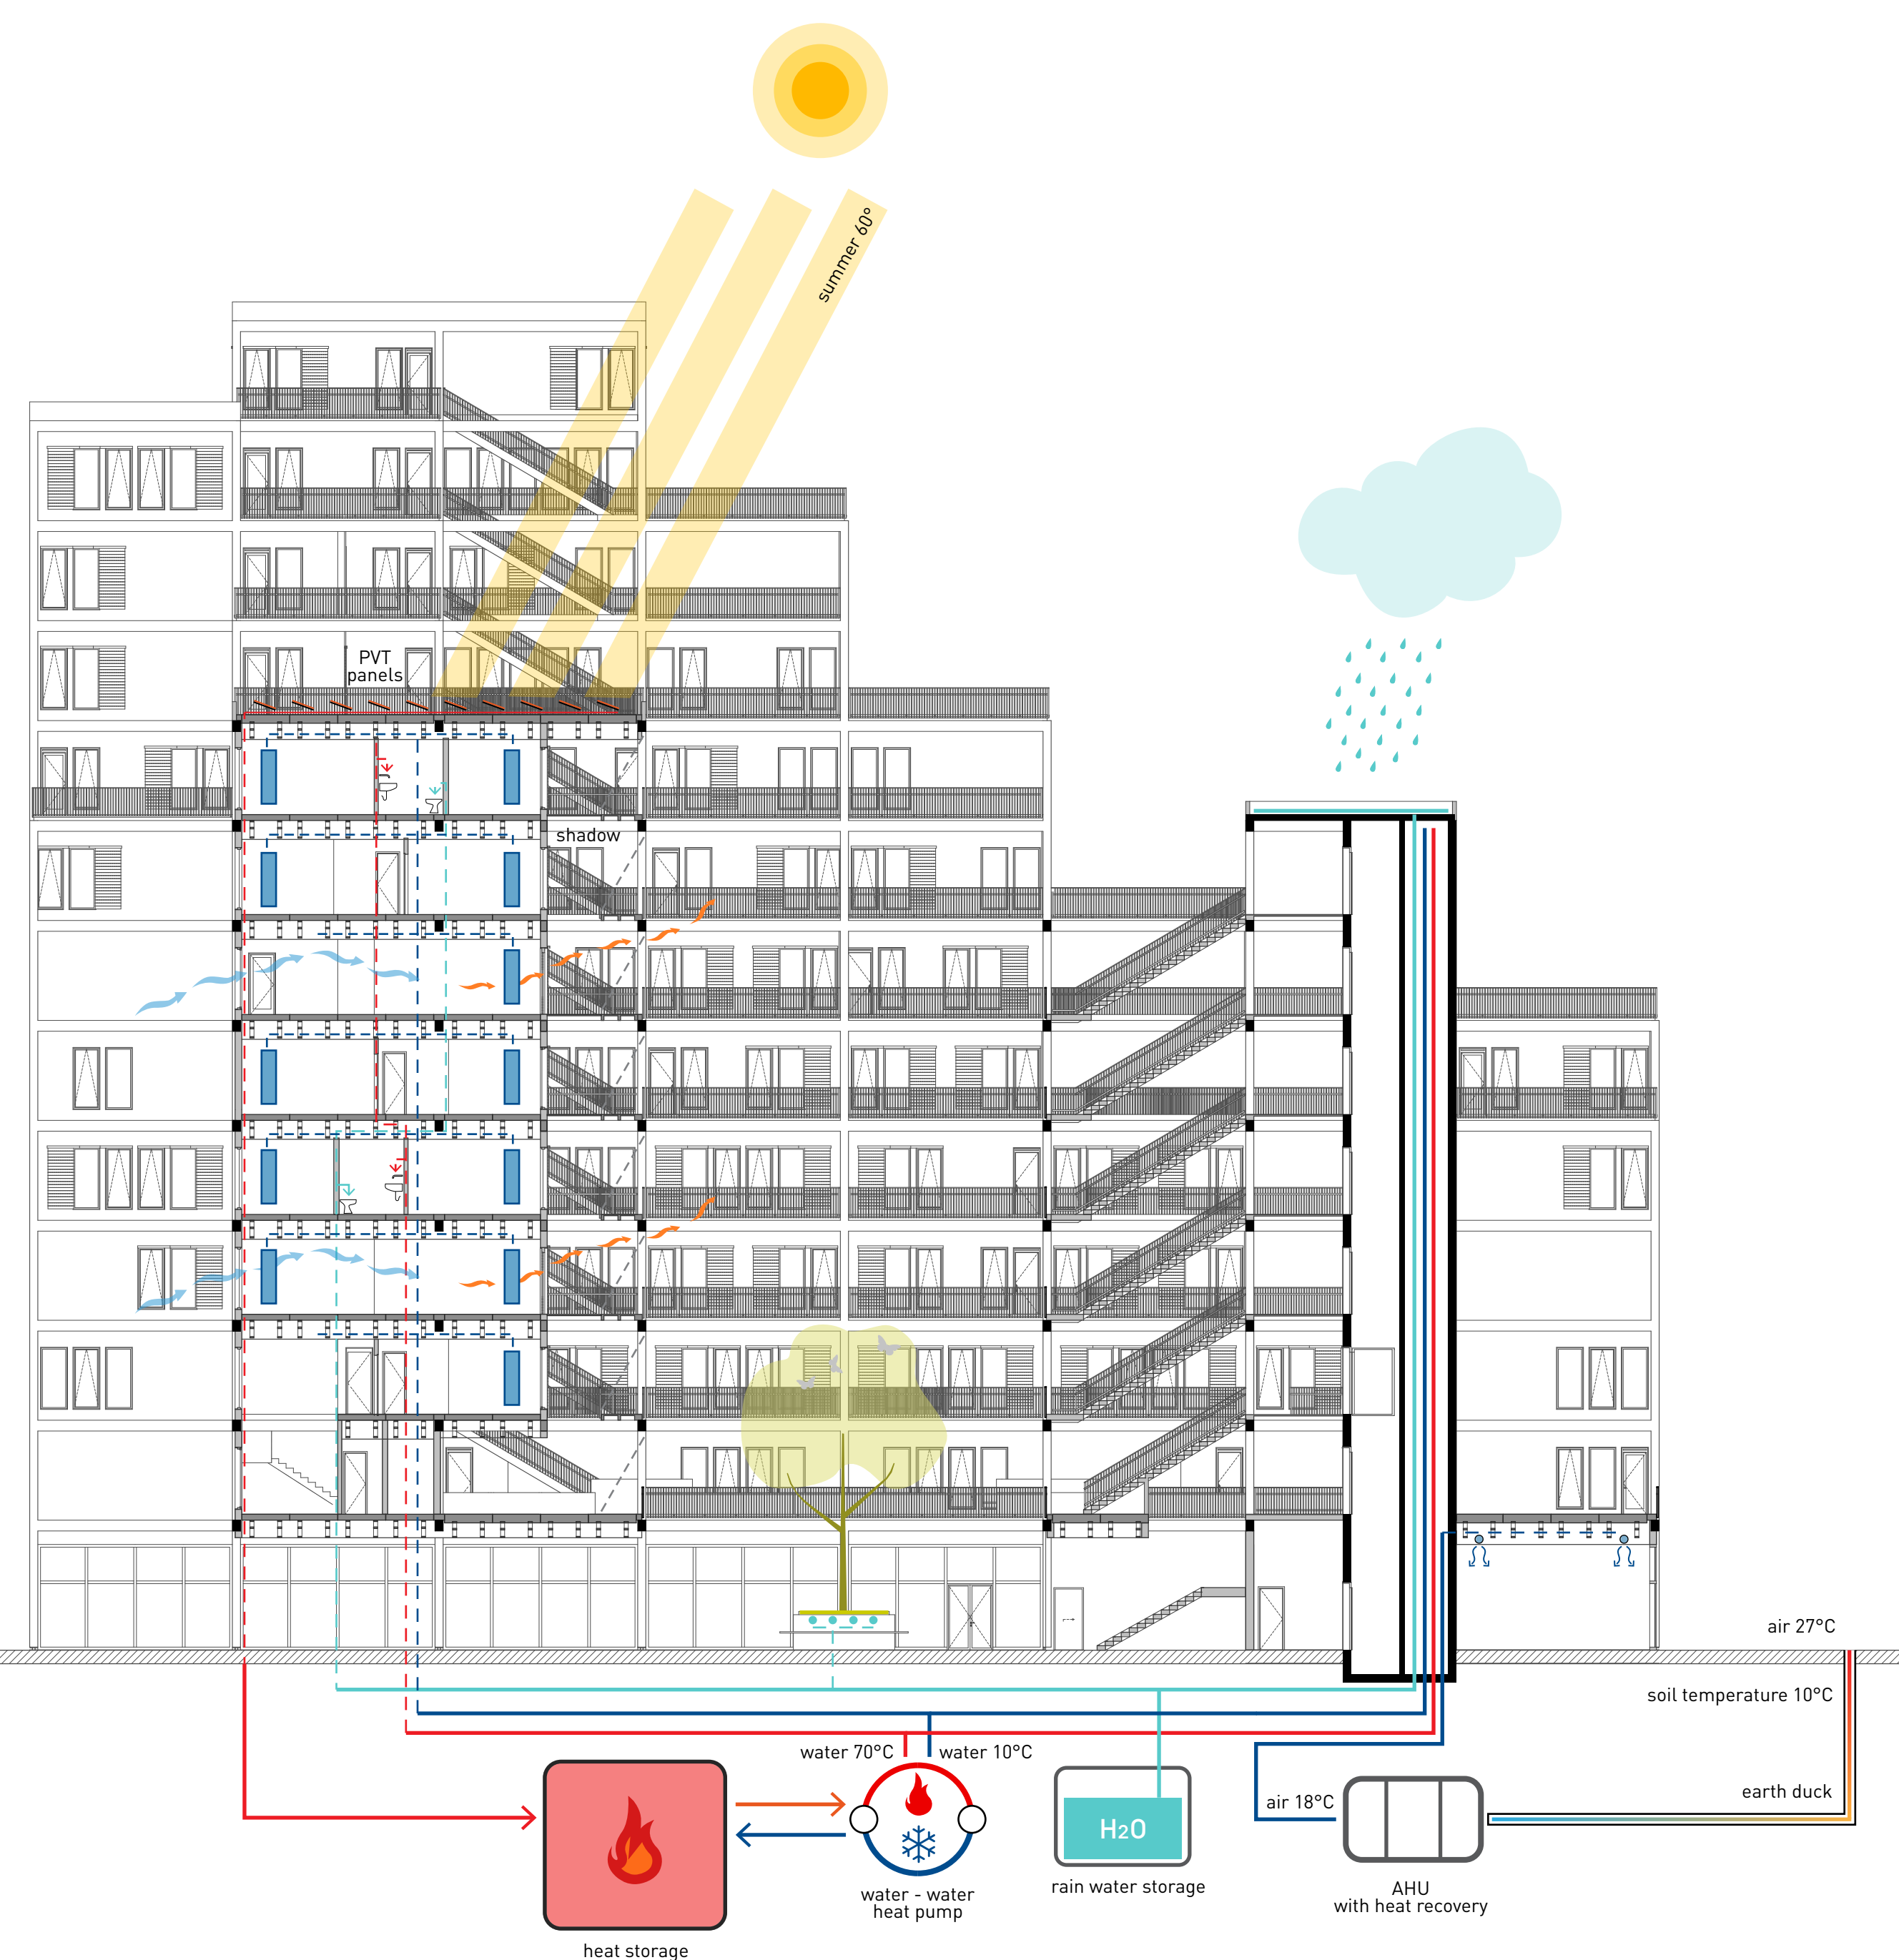 summer 60°
PVT
panels
shadow
air 27°C
soil temperature 10°C
water 70°C
water 10°C
earth duck
air 18°C
H2O
rain water storage
AHU
with heat recovery
water - water
heat pump
heat storage